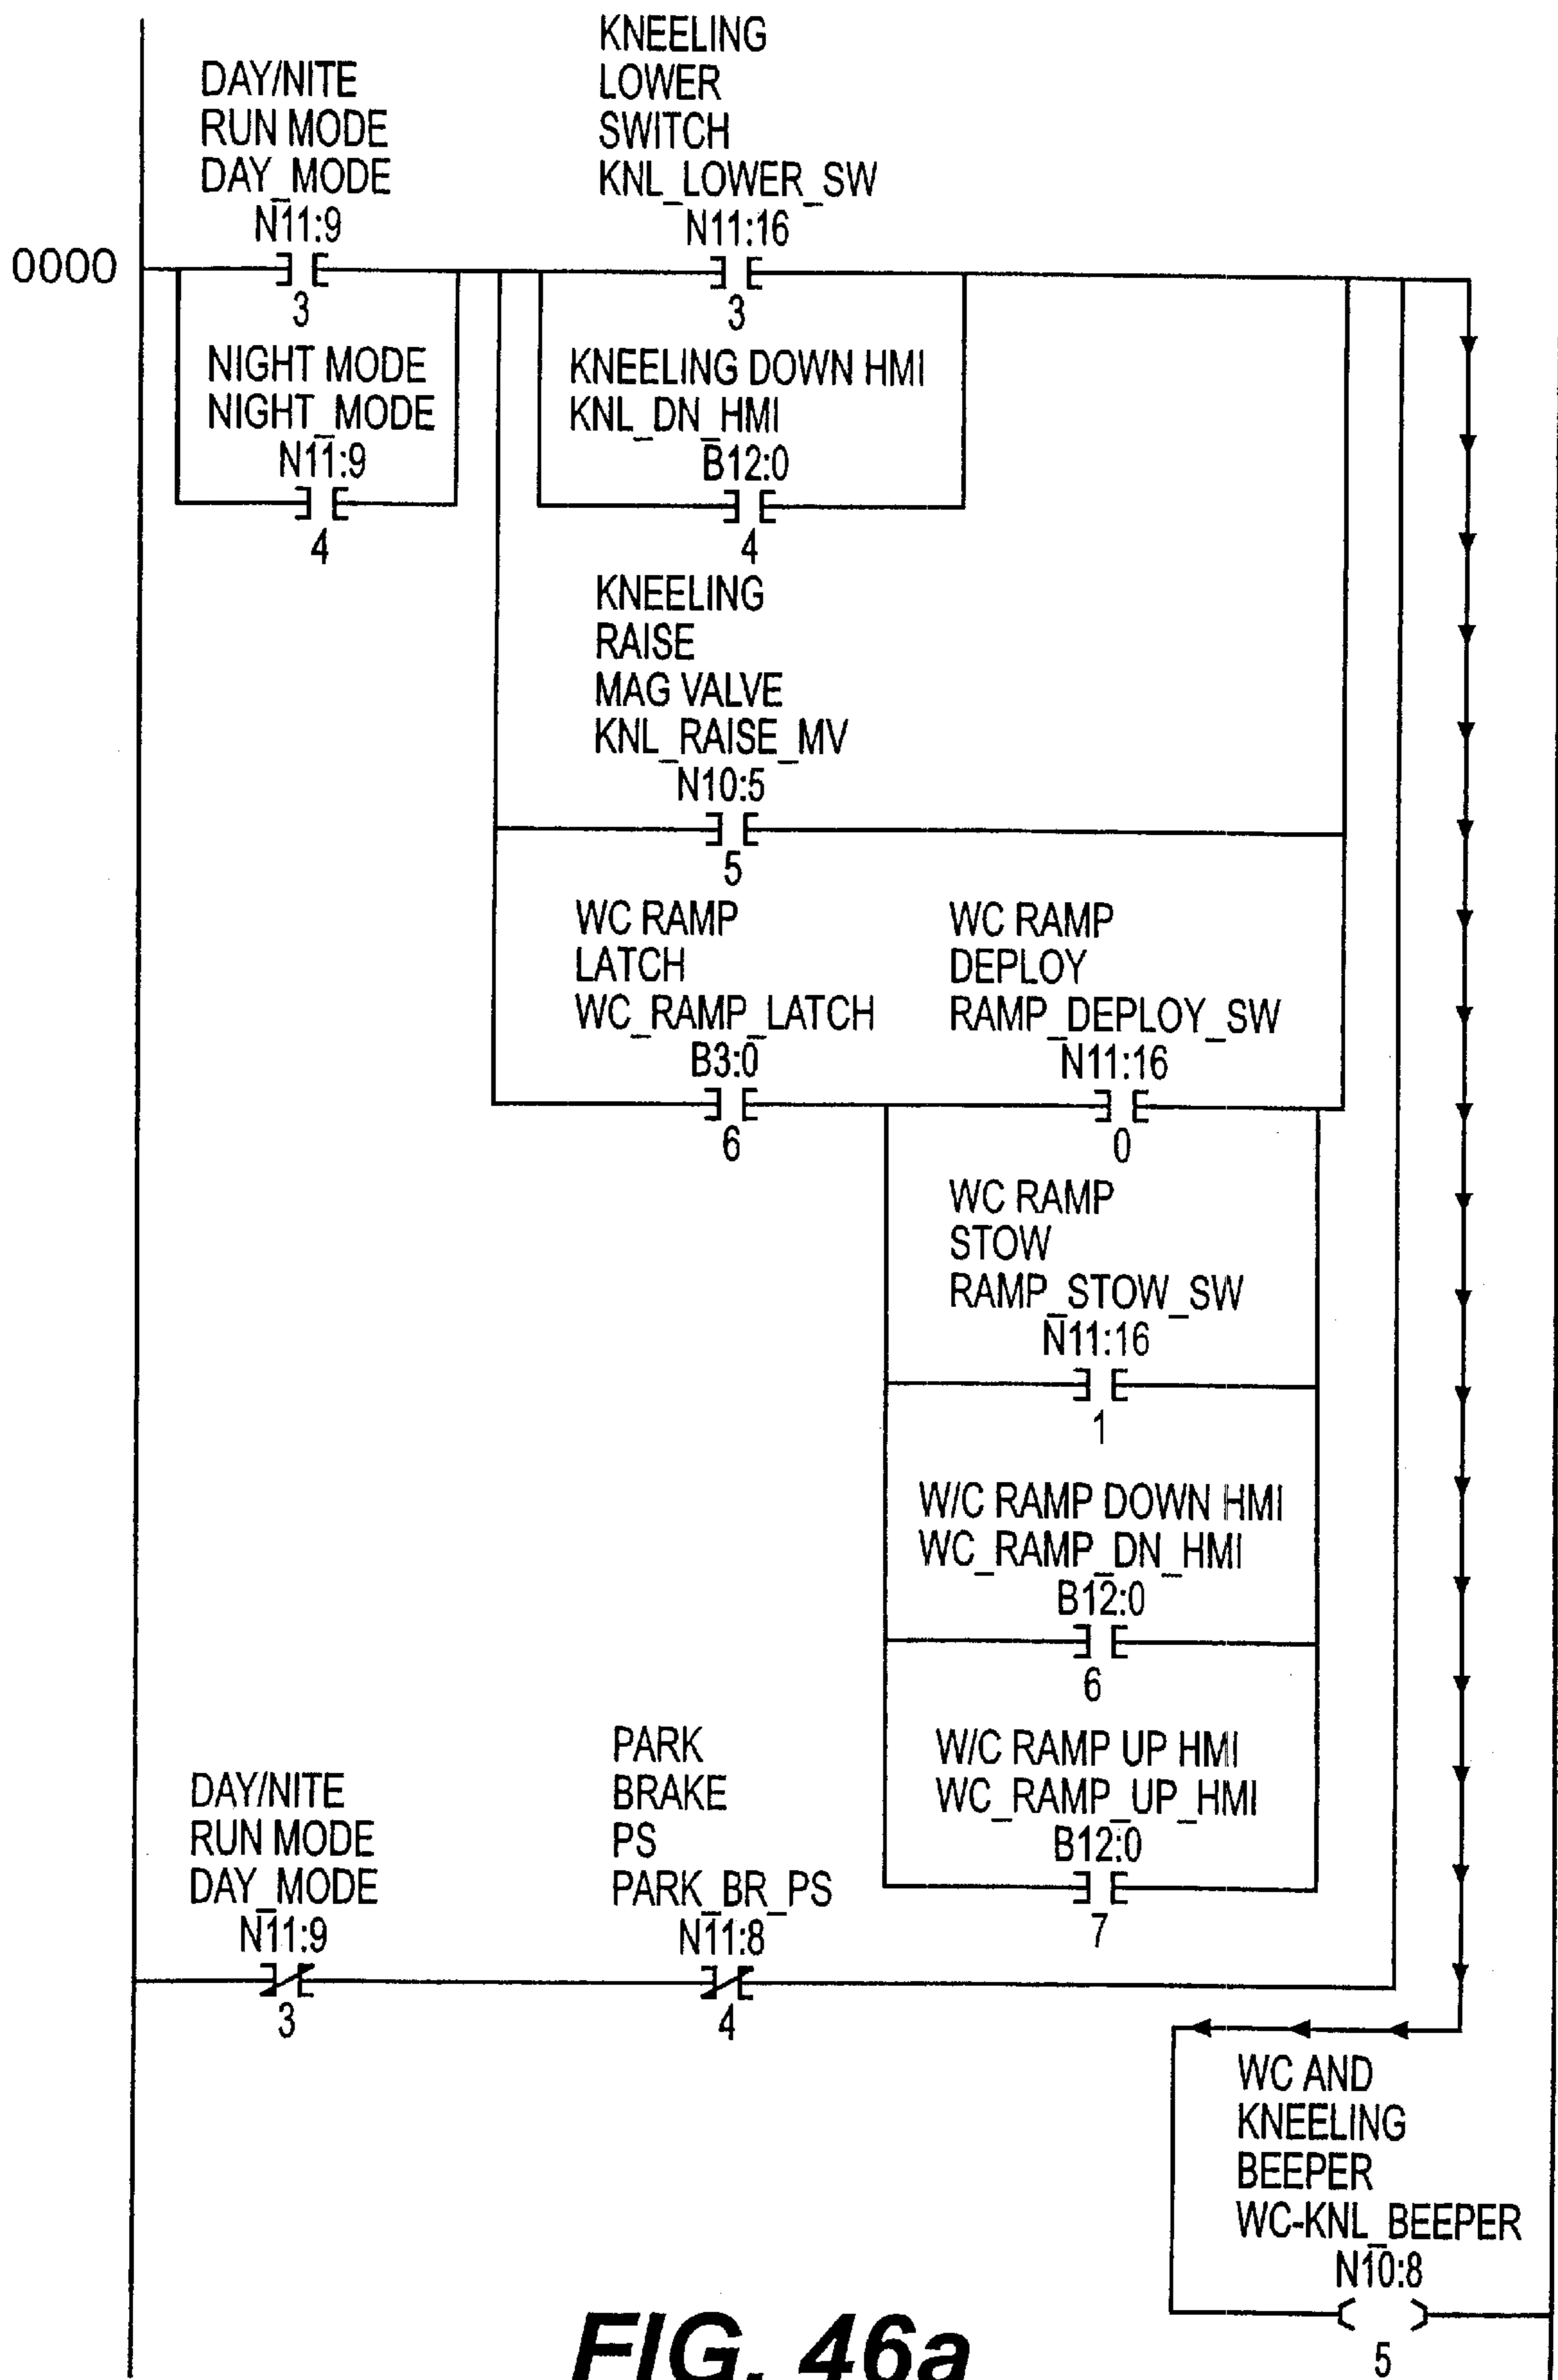 DAY/NITE
RUN MODE
DAY_MODE
N11:9
3
KNEELING
LOWER
SWITCH
KNL_LOWER_SW
N11:16
3
0000
NIGHT MODE
NIGHT_MODE
N11:9
4
KNEELING DOWN HMI
KNL_DN_HMI
B12:0
4
KNEELING
RAISE
MAG VALVE
KNL_RAISE_MV
N10:5
5
WC RAMP
LATCH
WC_RAMP_LATCH
B3:0
6
WC RAMP
DEPLOY
RAMP_DEPLOY_SW
N11:16
0
WC RAMP
STOW
RAMP_STOW_SW
N11:16
1
W/C RAMP DOWN HMI
WC_RAMP_DN_HMI
B12:0
6
W/C RAMP UP HMI
WC_RAMP_UP_HMI
B12:0
7
DAY/NITE
RUN MODE
DAY_MODE
N11:9
3
PARK
BRAKE
PS
PARK_BR_PS
N11:8
4
WC AND
KNEELING
BEEPER
WC-KNL_BEEPER
N10:8
5
FIG. 46a